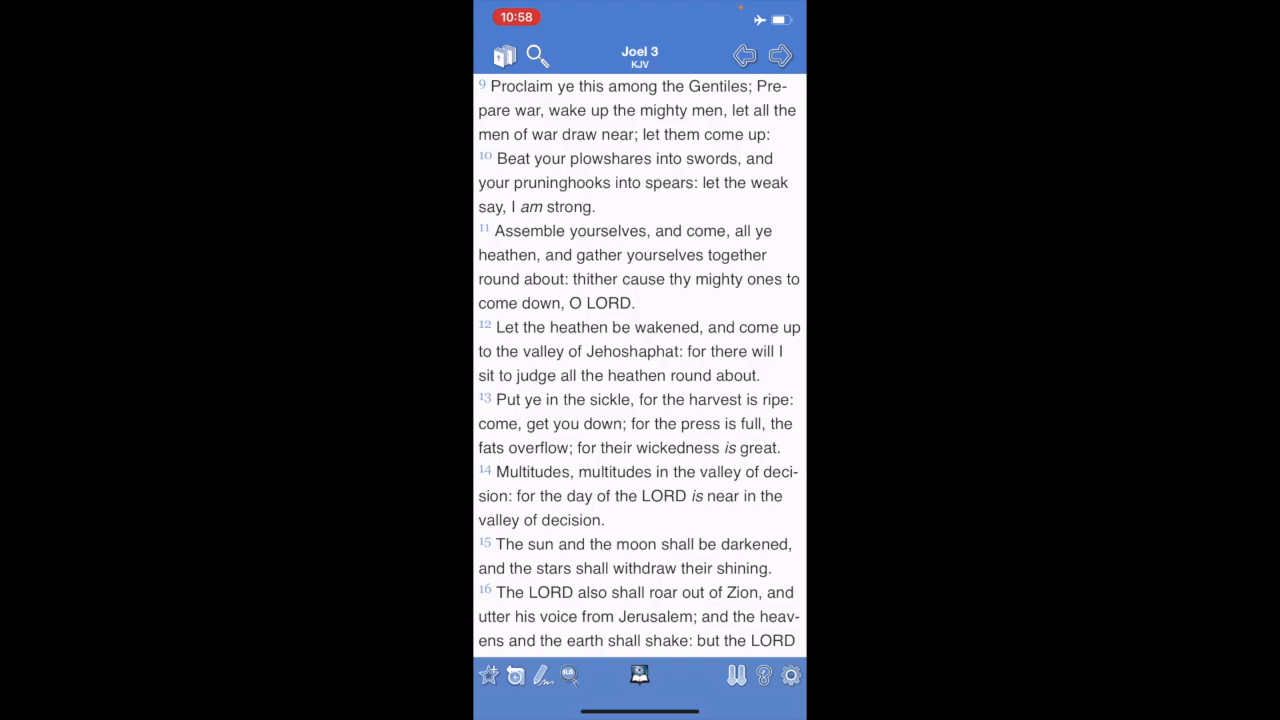 10:58
Joel 3
KJV
9 Proclaim ye this among the Gentiles; Pre-
pare war, wake up the mighty men, let all the
men of war draw near; let them come up:
10 Beat your plowshares into swords, and
your pruninghooks into spears: let the weak
say, I am strong.
11 Assemble yourselves, and come, all ye
heathen, and gather yourselves together
round about: thither cause thy mighty ones to
come down, O LORD.
12 Let the heathen be wakened, and come up
to the valley of Jehoshaphat: for there will I
sit to judge all the heathen round about.
13 Put ye in the sickle, for the harvest is ripe:
come, get you down; for the press is full, the
fats overflow; for their wickedness is great.
14 Multitudes, multitudes in the valley of deci-
sion: for the day of the LORD is near in the
valley of decision.
15 The sun and the moon shall be darkened,
and the stars shall withdraw their shining.
16 The LORD also shall roar out of Zion, and
utter his voice from Jerusalem; and the heav-
ens and the earth shall shake: but the LORD